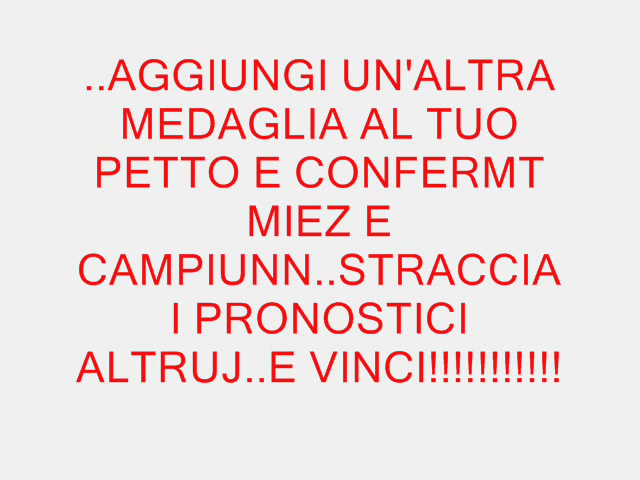 ..AGGIUNGI UN'ALTRA
MEDAGLIA AL TUO
PETTO E CONFERMT
MIEZ E
CAMPIUNN..STRACCIA
I PRONOSTICI
ALTRUJ..E VINCI!!!!!!!!!!!